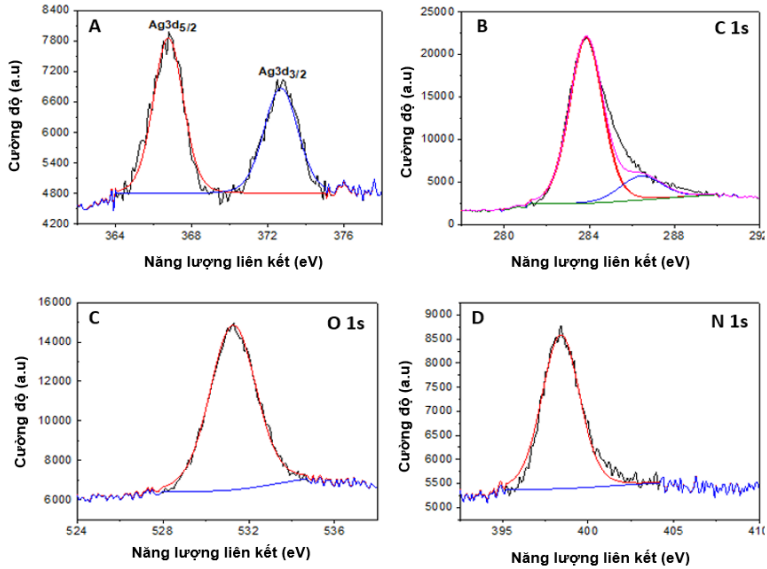 A
Ag3d5/2
Ag3d3/2
8400
7800
7200
6600
6000
5400
4800
4200
364
368
372
376
Cường độ (a.u)
Năng lượng liên kết (eV)
B
C 1s
25000
20000
15000
10000
5000
0
280
284
288
292
Cường độ (a.u)
Năng lượng liên kết (eV)
C
O 1s
16000
14000
12000
10000
8000
6000
524
528
532
536
Cường độ (a.u)
Năng lượng liên kết (eV)
D
N 1s
9000
8500
8000
7500
7000
6500
6000
5500
5000
395
400
405
410
Cường độ (a.u)
Năng lượng liên kết (eV)